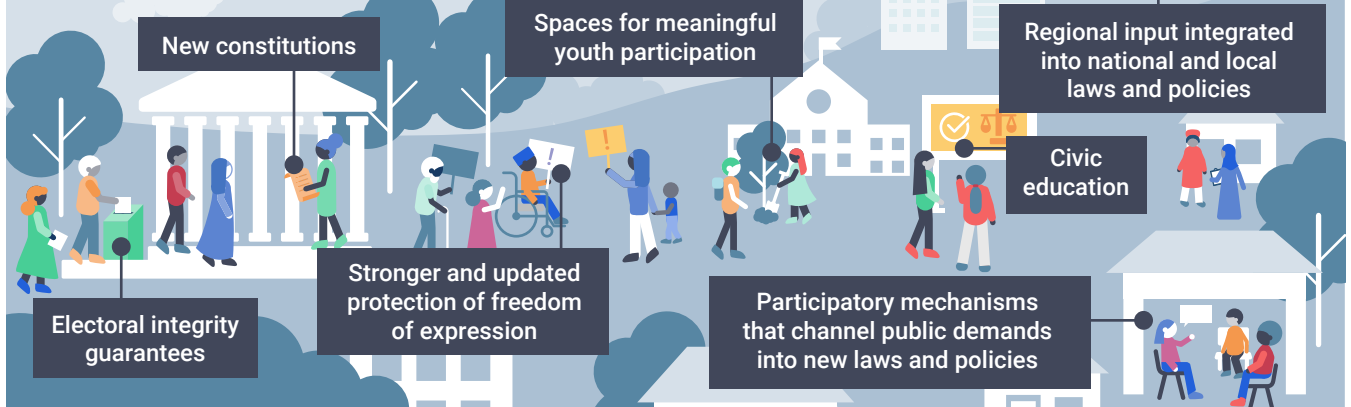 New constitutions
Spaces for meaningful
youth participation
Regional input integrated
into national and local
laws and policies
Civic
education
Stronger and updated
protection of freedom
of expression
Participatory mechanisms
that channel public demands
into new laws and policies
Electoral integrity
guarantees
!
!